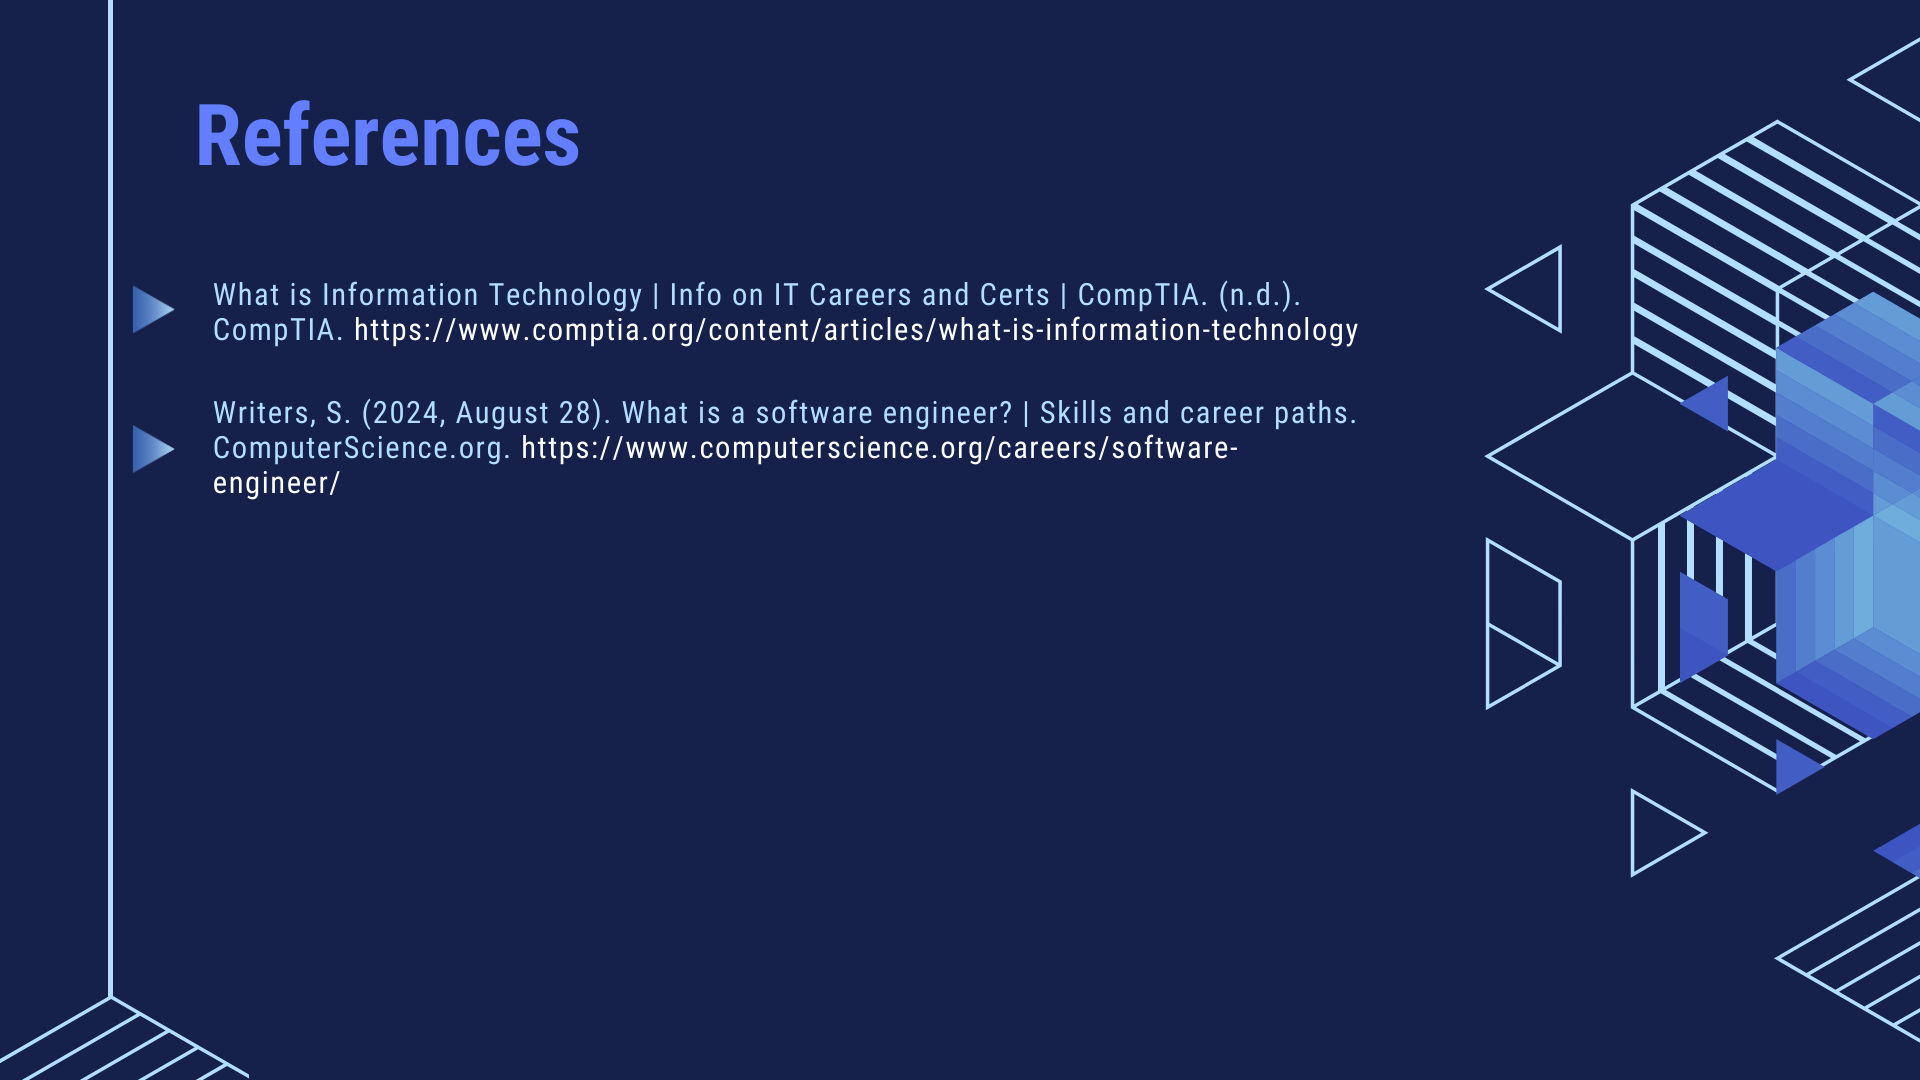 References
What is Information Technology | Info on IT Careers and Certs | CompTIA. (n.d.).
CompTIA. https://www.comptia.org/content/articles/what-is-information-technology
Writers, S. (2024, August 28). What is a software engineer? | Skills and career paths.
ComputerScience.org. https://www.computerscience.org/careers/software-
engineer/